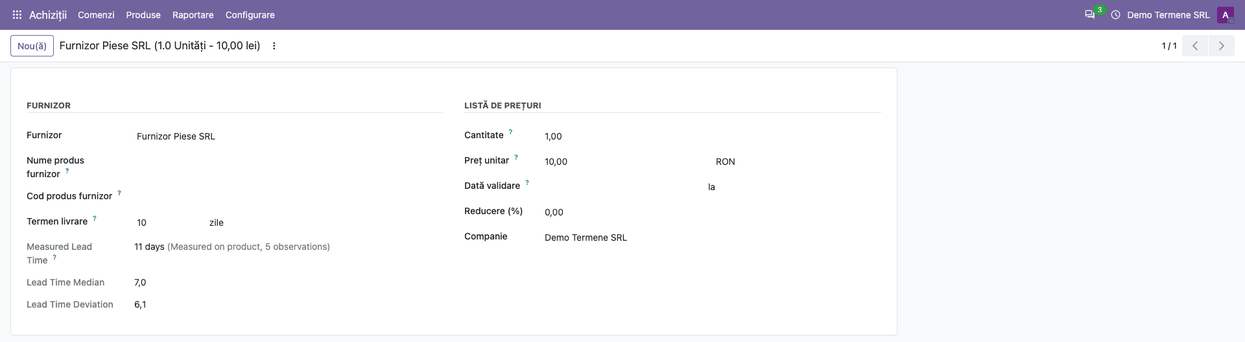 Achiziții Comenzi Produse Raportare Configurare 3 Demo Termene SRL A
Nou(ă) Furnizor Piese SRL (1.0 Unități - 10,00 lei) 1 / 1
FURNIZOR
Furnizor Furnizor Piese SRL
Nume produs
furnizor ?
Cod produs furnizor ?
Termen livrare ? 10 zile
Measured Lead 11 days (Measured on product, 5 observations)
Time ?
Lead Time Median 7,0
Lead Time Deviation 6,1
LISTĂ DE PREȚURI
Cantitate ? 1,00
Preț unitar ? 10,00 RON
Dată validare ? la
Reducere (%) 0,00
Companie Demo Termene SRL